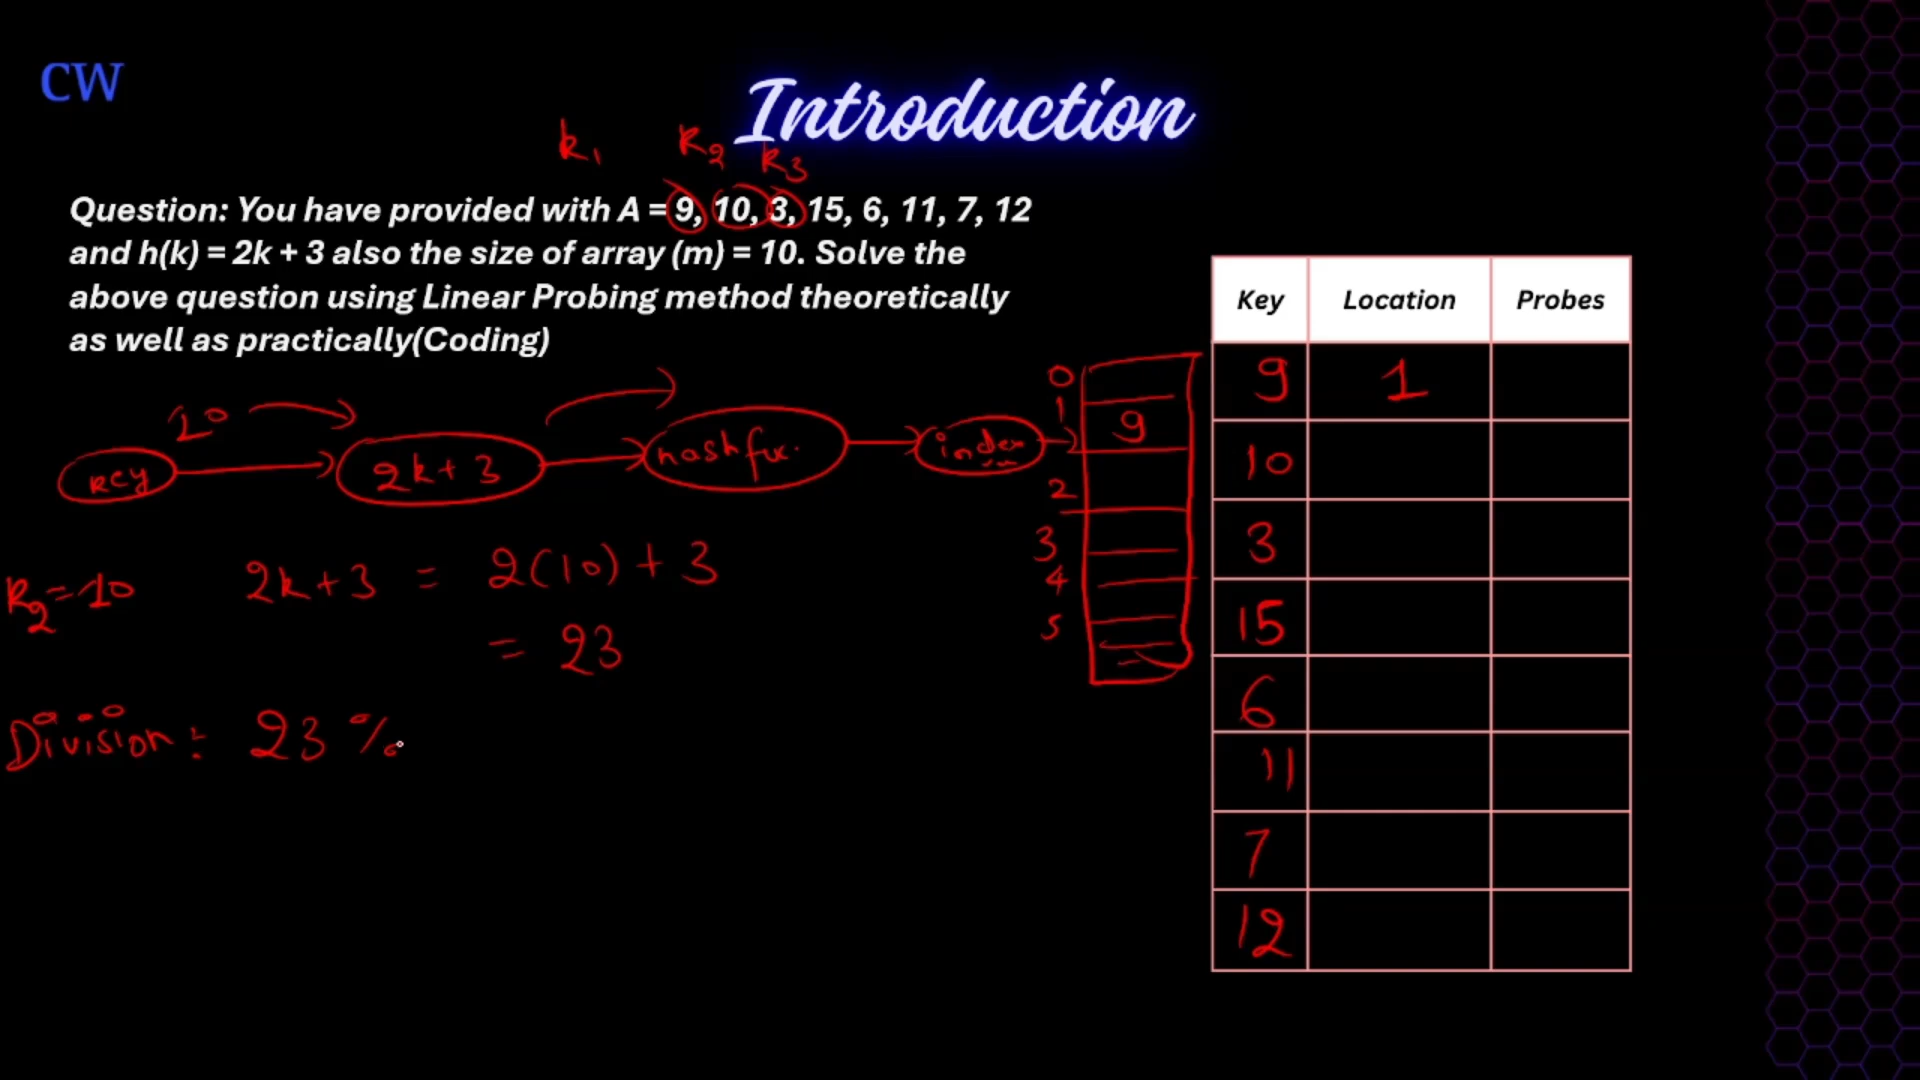 CW
Introduction
k1 k2 k3
Question: You have provided with A = 9, 10, 3, 15, 6, 11, 7, 12
and h(k) = 2k + 3 also the size of array (m) = 10. Solve the
above question using Linear Probing method theoretically
as well as practically(Coding)
10
key 2k+3 hash fuc. index
0
1 9
2
3
4
5
k2=10 2k+3 = 2(10) + 3
= 23
Division: 23 %
Key Location Probes
9 1
10
3
15
6
11
7
12